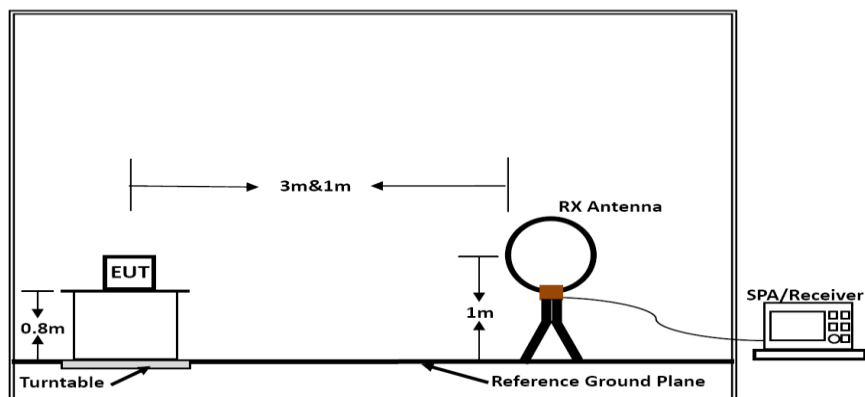 3m&1m
RX Antenna
EUT
SPA/Receiver
0.8m
1m
Turntable
Reference Ground Plane